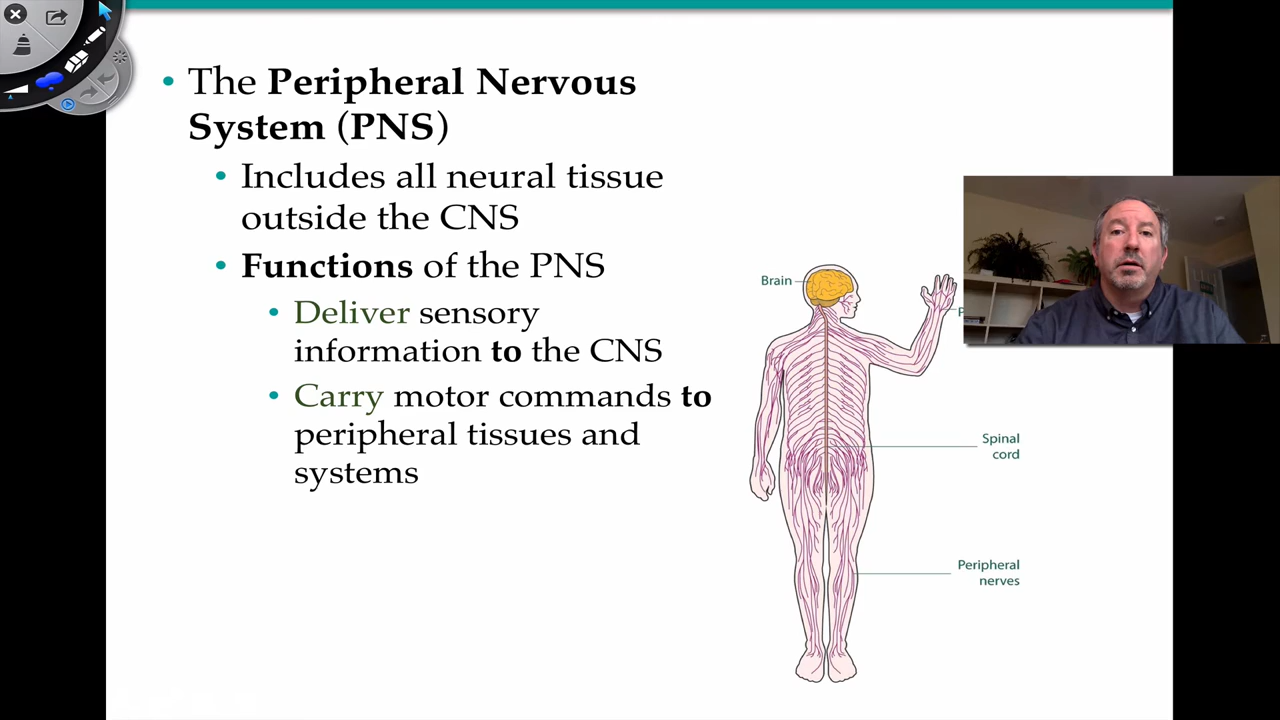 The Peripheral Nervous
System (PNS)
Includes all neural tissue
outside the CNS
Functions of the PNS
Deliver sensory
information to the CNS
Carry motor commands to
peripheral tissues and
systems
Brain
Spinal
cord
Peripheral
nerves